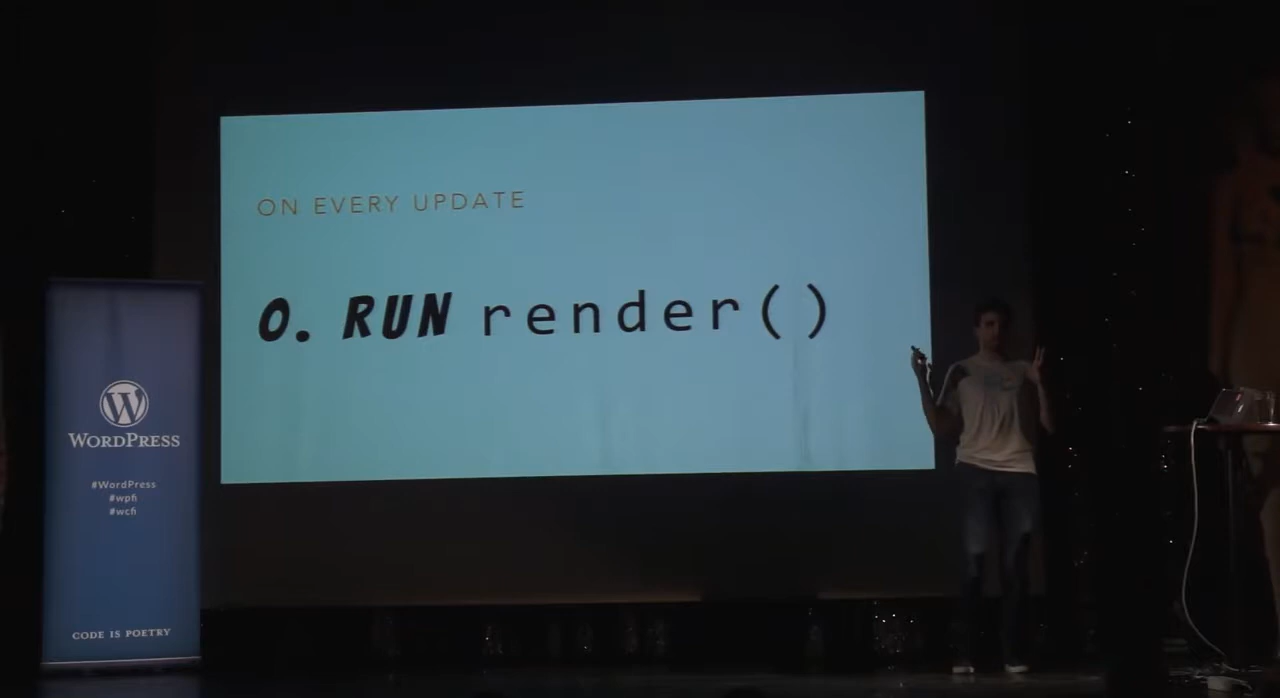 ON EVERY UPDATE
0. RUN render()
WORDPRESS
#WordPress
#wpfi
#wcfi
CODE IS POETRY